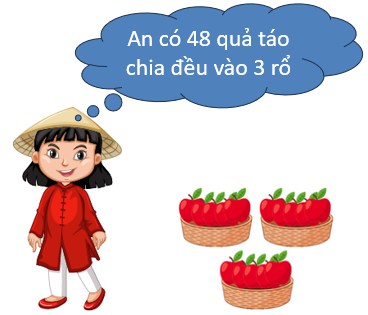 An có 48 quả táo
chia đều vào 3 rổ